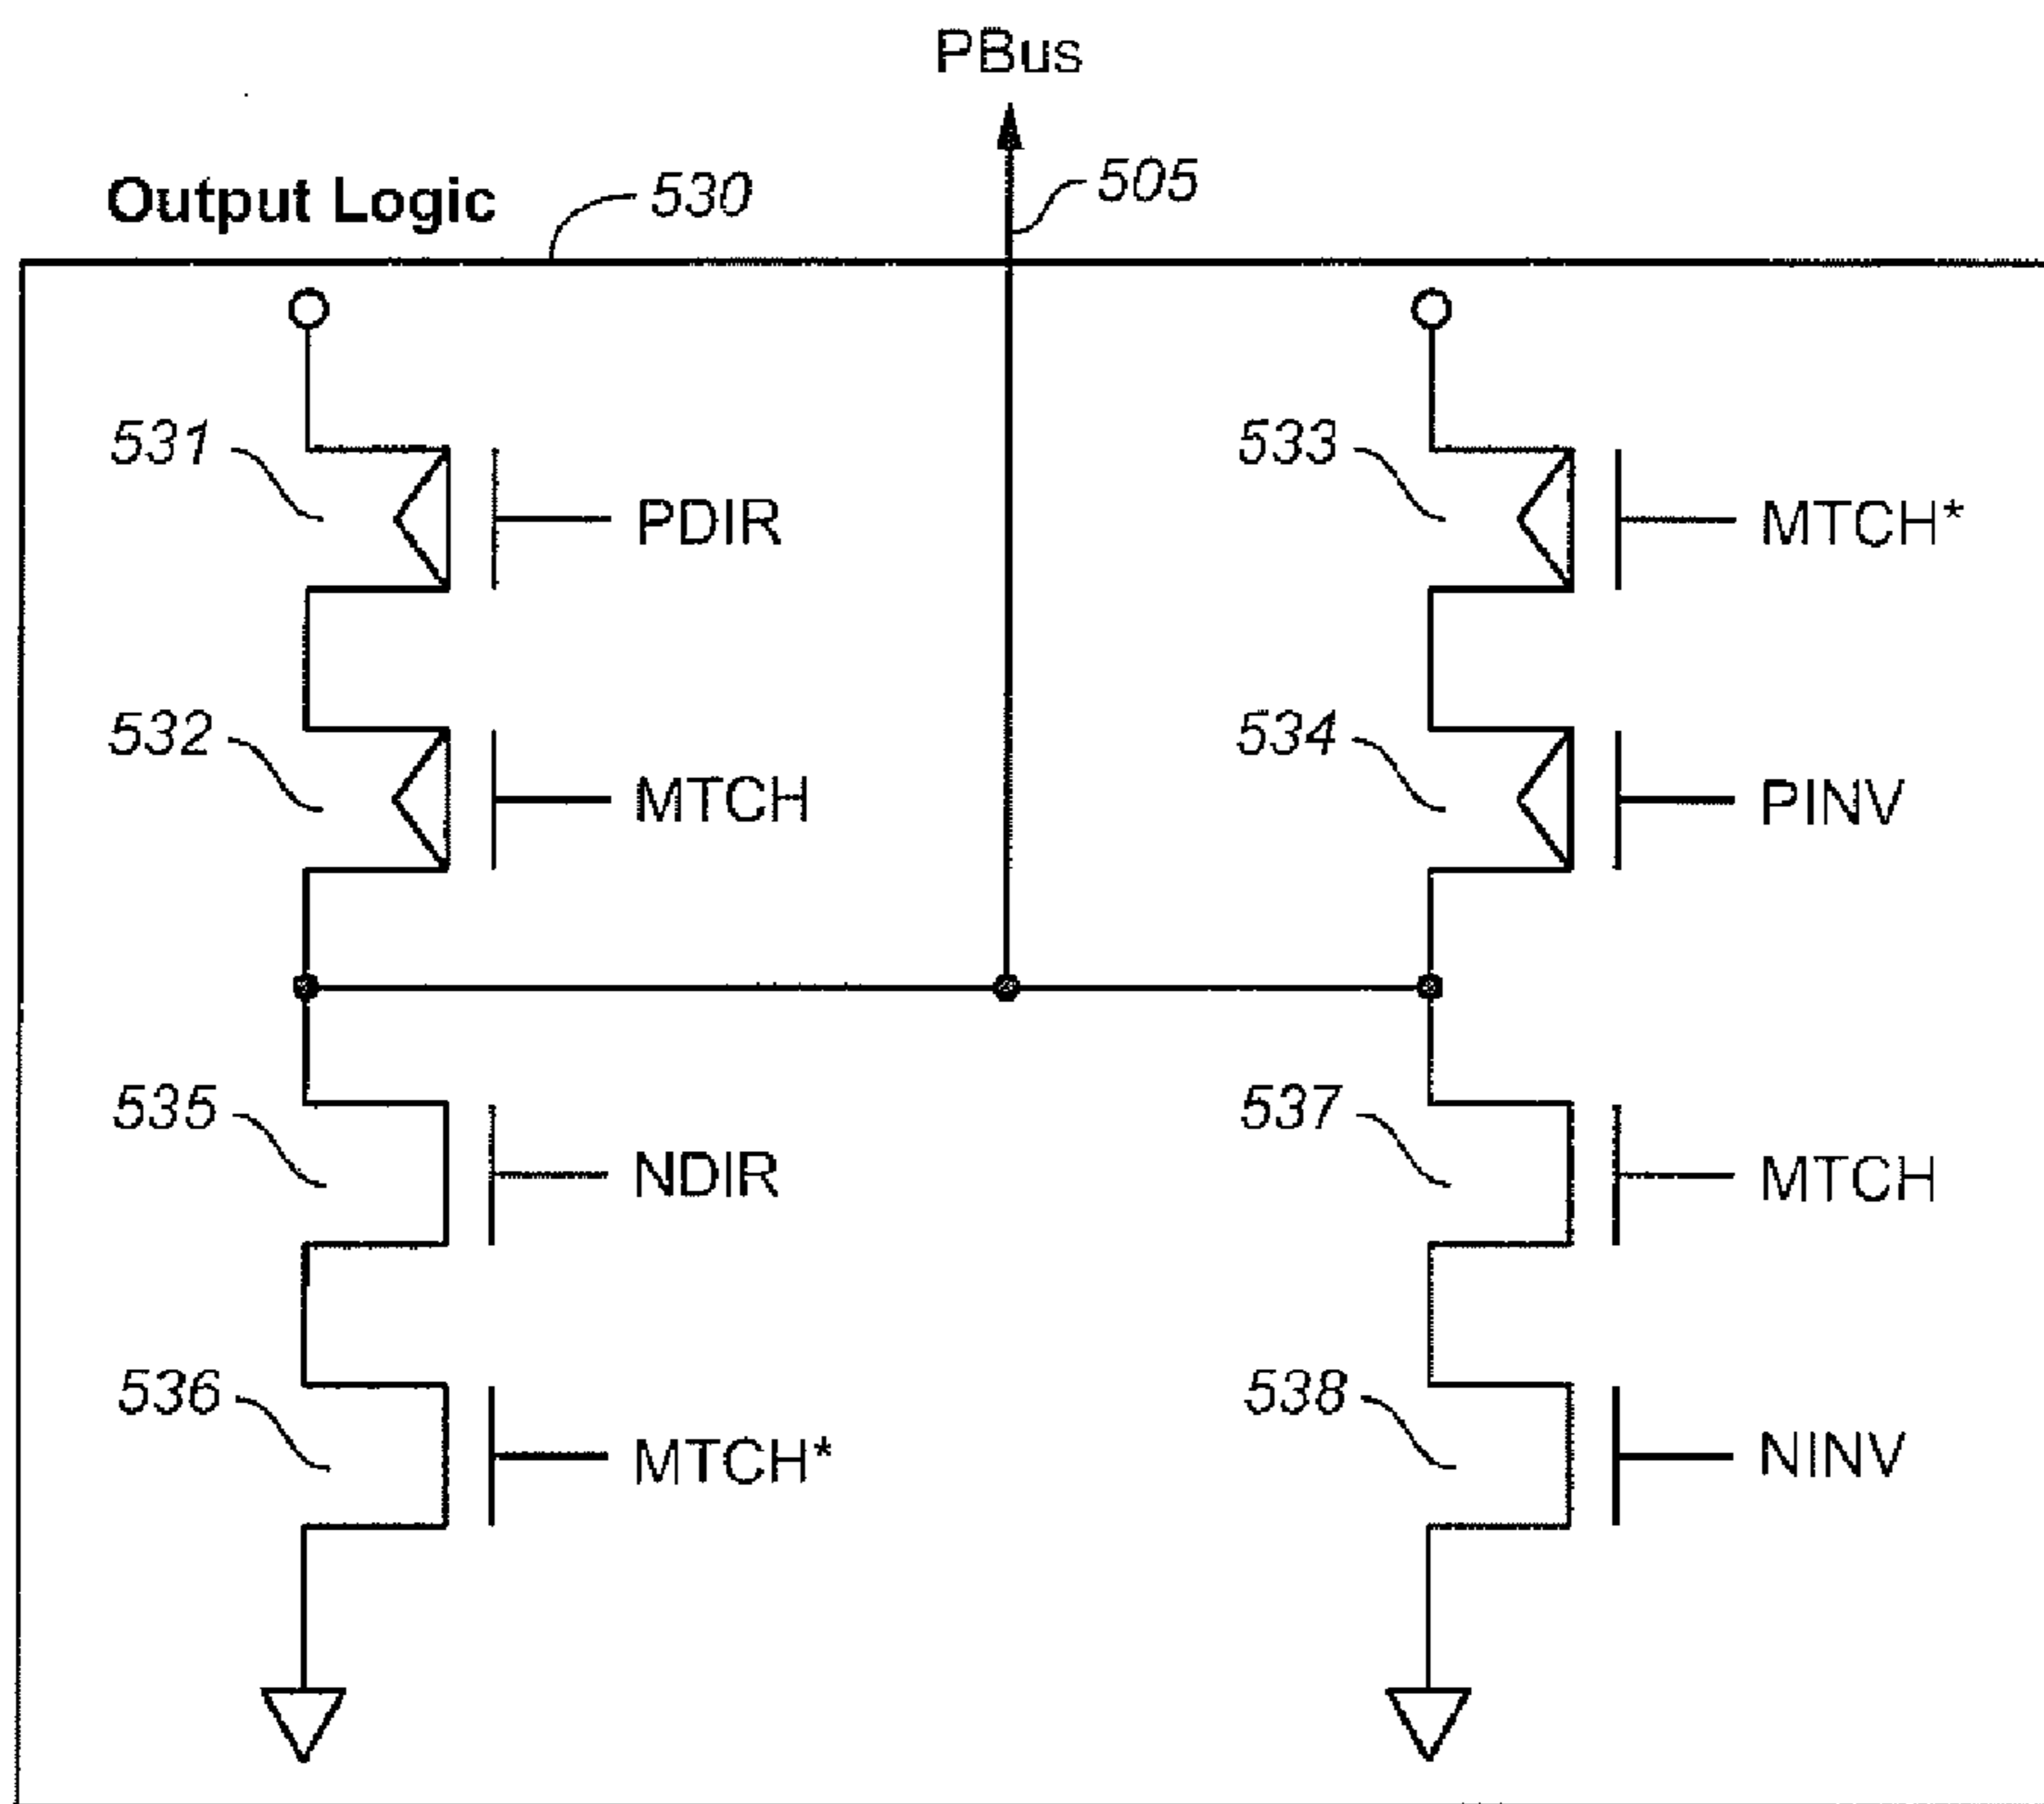 PBus
505
Output Logic
530
531
PDIR
533
MTCH*
532
MTCH
534
PINV
535
NDIR
537
MTCH
536
MTCH*
538
NINV